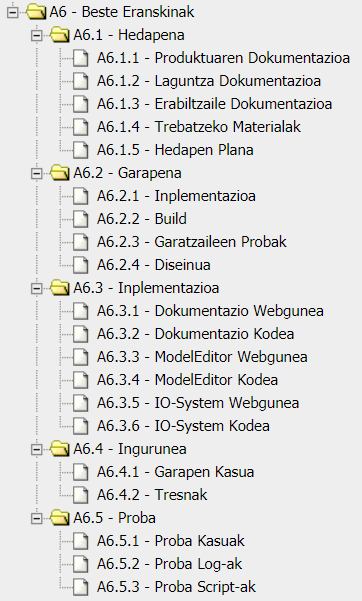 A6 - Beste Eranskinak
A6.1 - Hedapena
A6.1.1 - Produktuaren Dokumentazioa
A6.1.2 - Laguntza Dokumentazioa
A6.1.3 - Erabiltzaile Dokumentazioa
A6.1.4 - Trebatzeko Materialak
A6.1.5 - Hedapen Plana
A6.2 - Garapena
A6.2.1 - Inplementazioa
A6.2.2 - Build
A6.2.3 - Garatzaileen Probak
A6.2.4 - Diseinua
A6.3 - Inplementazioa
A6.3.1 - Dokumentazio Webgunea
A6.3.2 - Dokumentazio Kodea
A6.3.3 - ModelEditor Webgunea
A6.3.4 - ModelEditor Kodea
A6.3.5 - IO-System Webgunea
A6.3.6 - IO-System Kodea
A6.4 - Ingurunea
A6.4.1 - Garapen Kasua
A6.4.2 - Tresnak
A6.5 - Proba
A6.5.1 - Proba Kasuak
A6.5.2 - Proba Log-ak
A6.5.3 - Proba Script-ak